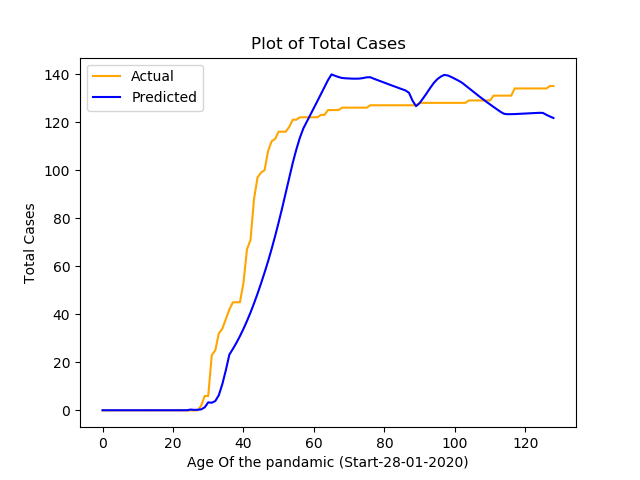 Plot of Total Cases
Actual
Predicted
Total Cases
140
120
100
80
60
40
20
0
0 20 40 60 80 100 120
Age Of the pandamic (Start-28-01-2020)